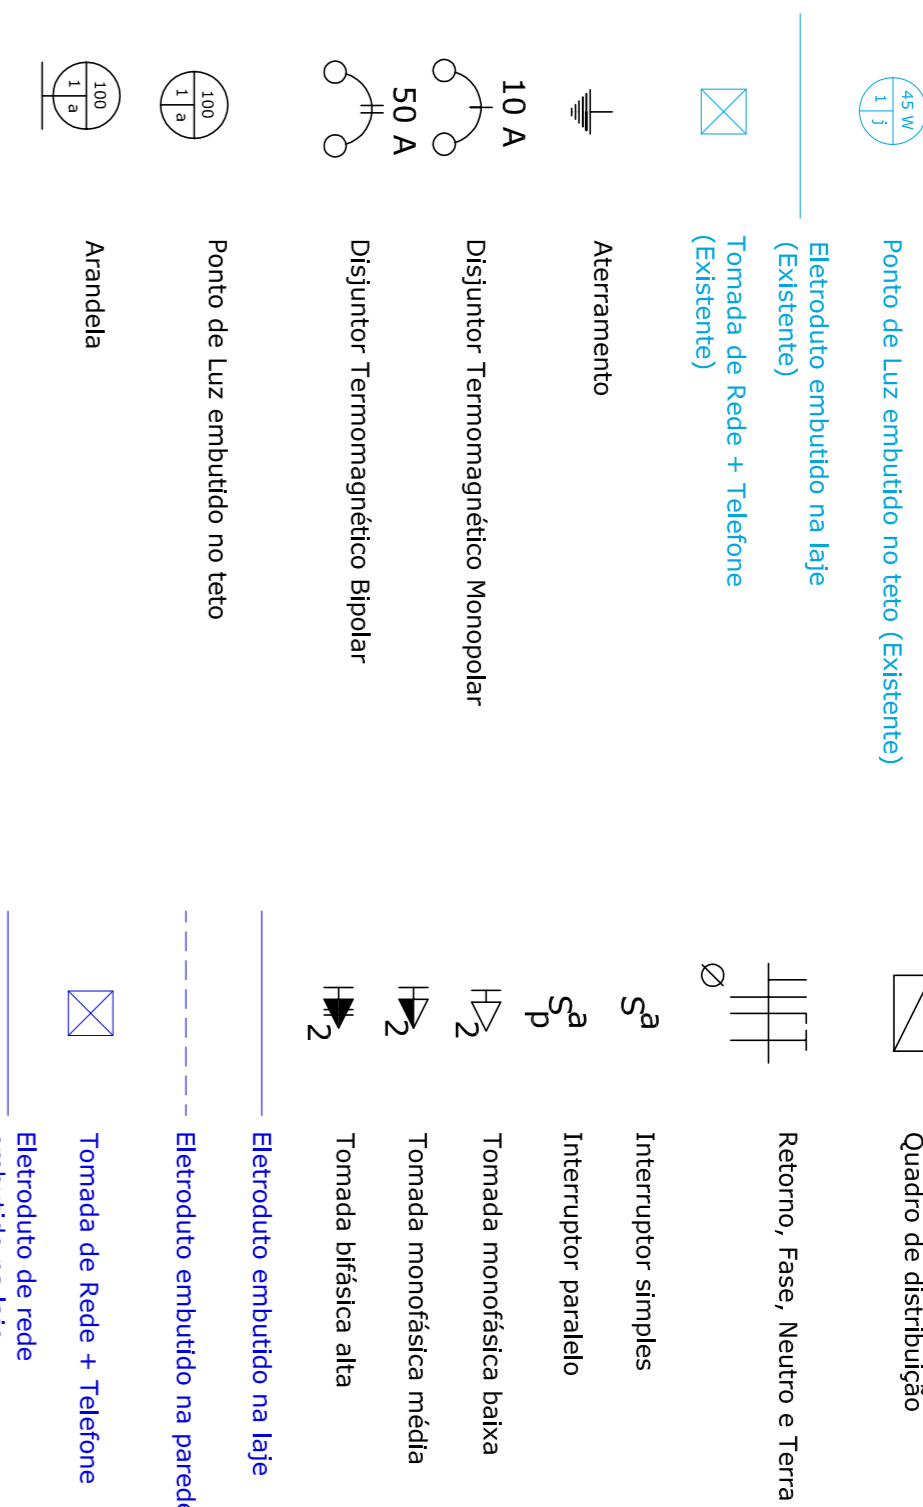 Quadro de distribuição
Retorno, Fase, Neutro e Terra
Ø
Sa
Interruptor simples
Sa
p
Interruptor paralelo
2
Tomada monofásica baixa
2
Tomada monofásica média
2
Tomada bifásica alta
Eletroduto embutido na laje
Eletroduto embutido na parede
Tomada de Rede + Telefone
Eletroduto de rede
45 W
1 j
Ponto de Luz embutido no teto (Existente)
Eletroduto embutido na laje
(Existente)
Tomada de Rede + Telefone
(Existente)
Aterramento
10 A
Disjuntor Termomagnético Monopolar
50 A
Disjuntor Termomagnético Bipolar
100
1 a
Ponto de Luz embutido no teto
100
1 a
Arandela